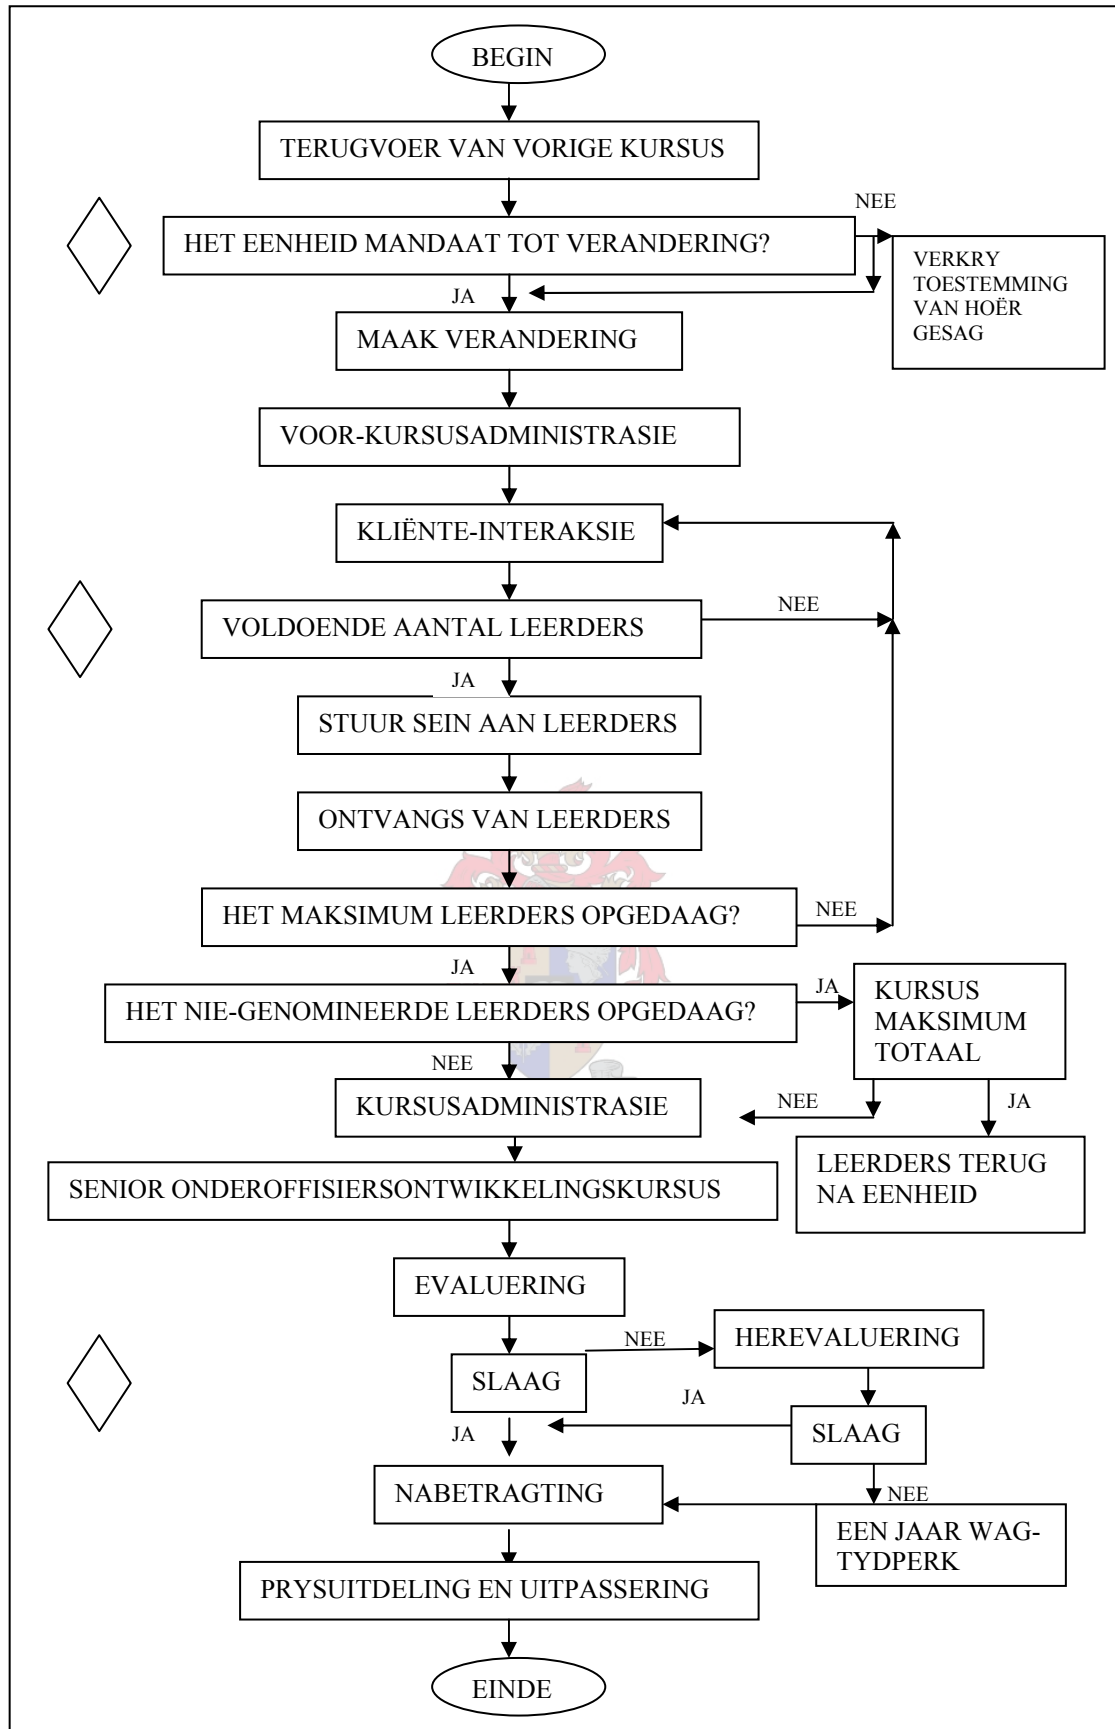 BEGIN
TERUGVOER VAN VORIGE KURSUS
NEE
HET EENHEID MANDAAT TOT VERANDERING?
VERKRY
TOESTEMMING
VAN HOËR
GESAG
JA
MAAK VERANDERING
VOOR-KURSUSADMINISTRASIE
KLIËNTE-INTERAKSIE
NEE
VOLDOENDE AANTAL LEERDERS
JA
STUUR SEIN AAN LEERDERS
ONTVANGS VAN LEERDERS
HET MAKSIMUM LEERDERS OPGEDAAG?
NEE
JA
HET NIE-GENOMINEERDE LEERDERS OPGEDAAG?
JA
KURSUS
MAKSIMUM
TOTAAL
NEE
KURSUSADMINISTRASIE
NEE
JA
LEERDERS TERUG
NA EENHEID
SENIOR ONDEROFFISIERSONTWIKKELINGSKURSUS
EVALUERING
NEE
HEREVALUERING
SLAAG
JA
JA
SLAAG
NEE
NABETRAGTING
EEN JAAR WAG-
TYDPERK
PRYSUITDELING EN UITPASSERING
EINDE